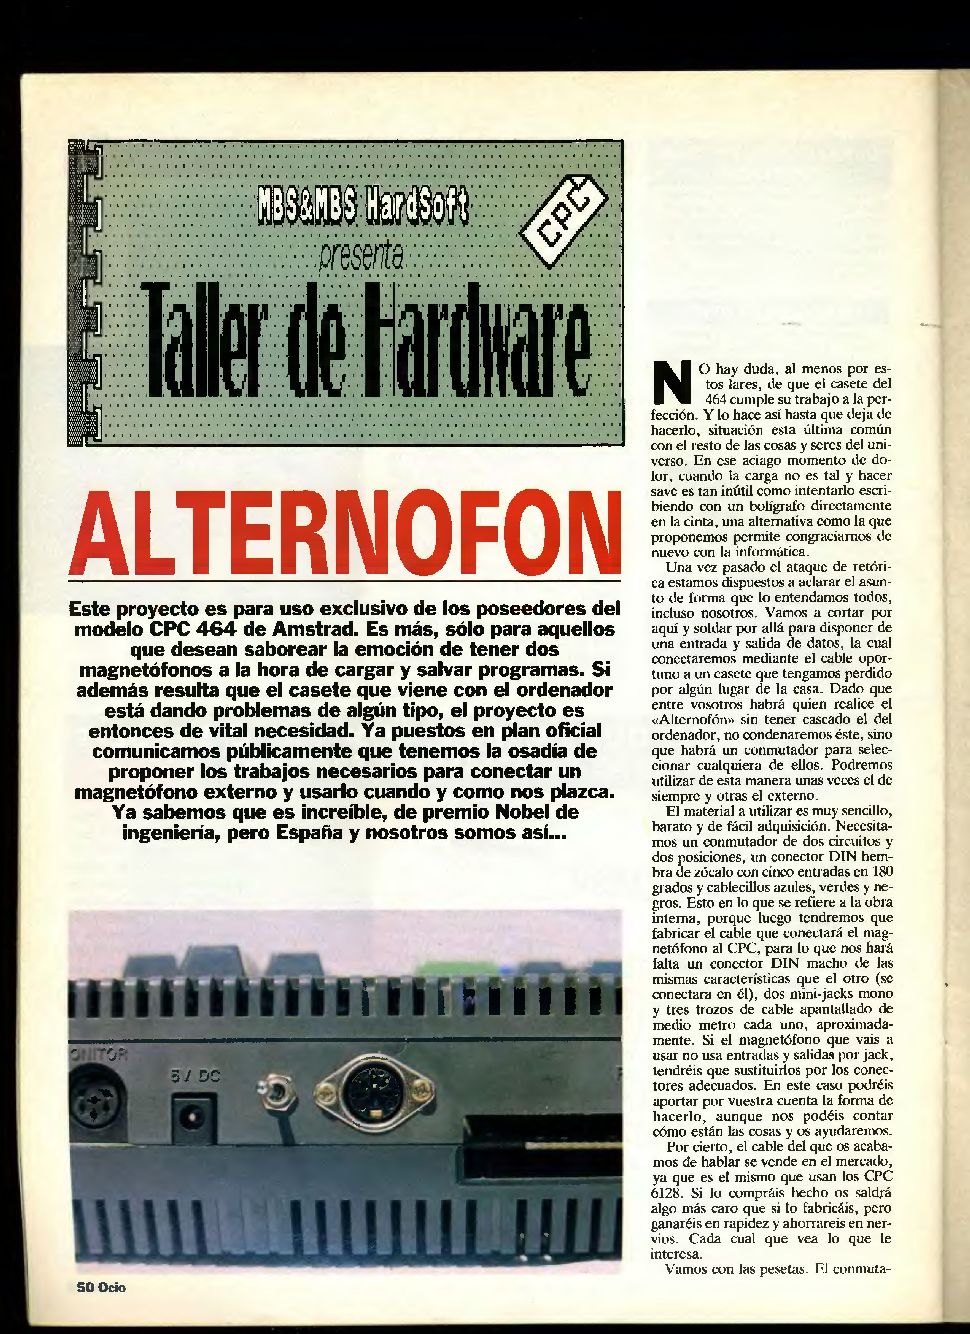 MBS&MBS HardSoft
presenta
Taller de Hardware
CPC
ALTERNOFON
Este proyecto es para uso exclusivo de los poseedores del
modelo CPC 464 de Amstrad. Es más, sólo para aquellos
que desean saborear la emoción de tener dos
magnetófonos a la hora de cargar y salvar programas. Si
además resulta que el casete que viene con el ordenador
está dando problemas de algún tipo, el proyecto es
entonces de vital necesidad. Ya puestos en plan oficial
comunicamos públicamente que tenemos la osadía de
proponer los trabajos necesarios para conectar un
magnetófono externo y usarlo cuando y como nos plazca.
Ya sabemos que es increíble, de premio Nobel de
ingeniería, pero España y nosotros somos así...
ONITOR
5V DC
NO hay duda, al menos por es-
tos lares, de que el casete del
464 cumple su trabajo a la per-
fección. Y lo hace así hasta que deja de
hacerlo, situación esta última común
con el resto de las cosas y seres del uni-
verso. En ese aciago momento de do-
lor, cuando la carga no es tal y hacer
save es tan inútil como intentarlo escri-
biendo con un bolígrafo directamente
en la cinta, una alternativa como la que
proponemos permite congraciarnos de
nuevo con la informática.
Una vez pasado el ataque de retóri-
ca estamos dispuestos a aclarar el asun-
to de forma que lo entendamos todos,
incluso nosotros. Vamos a cortar por
aquí y soldar por allá para disponer de
una entrada y salida de datos, la cual
conectaremos mediante el cable opor-
tuno a un casete que tengamos perdido
por algún lugar de la casa. Dado que
entre vosotros habrá quien realice el
«Alternofón» sin tener cascado el del
ordenador, no condenaremos éste, sino
que habrá un conmutador para selec-
cionar cualquiera de ellos. Podremos
utilizar de esta manera unas veces el de
siempre y otras el externo.
El material a utilizar es muy sencillo,
barato y de fácil adquisición. Necesita-
mos un conmutador de dos circuitos y
dos posiciones, un conector DIN hem-
bra de zócalo con cinco entradas en 180
grados y cablecillos azules, verdes y ne-
gros. Esto en lo que se refiere a la obra
interna, porque luego tendremos que
fabricar el cable que conectará el mag-
netófono al CPC, para lo que nos hará
falta un conector DIN macho de las
mismas características que el otro (se
conectara en él), dos mini-jacks mono
y tres trozos de cable apantallado de
medio metro cada uno, aproximada-
mente. Si el magnetófono que vais a
usar no usa entradas y salidas por jack,
tendréis que sustituirlos por los conec-
tores adecuados. En este caso podréis
aportar por vuestra cuenta la forma de
hacerlo, aunque nos podéis contar
cómo están las cosas y os ayudaremos.
Por cierto, el cable del que os acaba-
mos de hablar se vende en el mercado,
ya que es el mismo que usan los CPC
6128. Si lo compráis hecho os saldrá
algo más caro que si lo fabricáis, pero
ganaréis en rapidez y ahorrareis en ner-
vios. Cada cual que vea lo que le
interesa.
Vamos con las pesetas. El conmuta-
50 Ocio